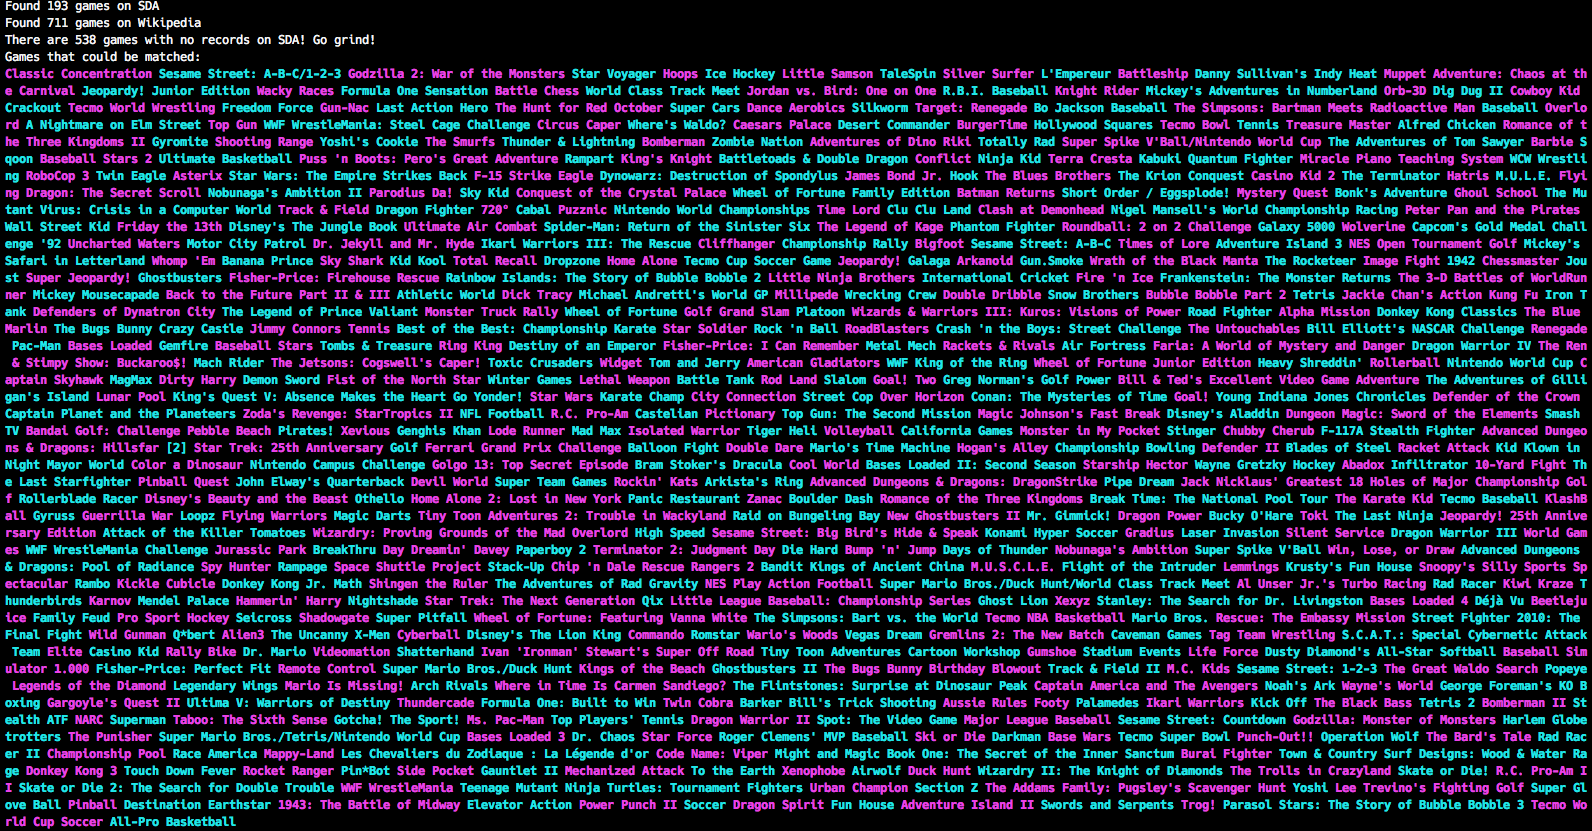 Found 193 games on SDA
Found 711 games on Wikipedia
There are 538 games with no records on SDA! Go grind!
Games that could be matched:
Classic Concentration Sesame Street: A-B-C/1-2-3 Godzilla 2: War of the Monsters Star Voyager Hoops Ice Hockey Little Samson TaleSpin Silver Surfer L'Empereur Battleship Danny Sullivan's Indy Heat Muppet Adventure: Chaos at th
e Carnival Jeopardy! Junior Edition Wacky Races Formula One Sensation Battle Chess World Class Track Meet Jordan vs. Bird: One on One R.B.I. Baseball Knight Rider Mickey's Adventures in Numberland Orb-3D Dig Dug II Cowboy Kid
Crackout Tecmo World Wrestling Freedom Force Gun-Nac Last Action Hero The Hunt for Red October Super Cars Dance Aerobics Silkworm Target: Renegade Bo Jackson Baseball The Simpsons: Bartman Meets Radioactive Man Baseball Overlo
rd A Nightmare on Elm Street Top Gun WWF WrestleMania: Steel Cage Challenge Circus Caper Where's Waldo? Caesars Palace Desert Commander BurgerTime Hollywood Squares Tecmo Bowl Tennis Treasure Master Alfred Chicken Romance of t
he Three Kingdoms II Gyromite Shooting Range Yoshi's Cookie The Smurfs Thunder & Lightning Bomberman Zombie Nation Adventures of Dino Riki Totally Rad Super Spike V'Ball/Nintendo World Cup The Adventures of Tom Sawyer Barbie S
qoon Baseball Stars 2 Ultimate Basketball Puss 'n Boots: Pero's Great Adventure Rampart King's Knight Battletoads & Double Dragon Conflict Ninja Kid Terra Cresta Kabuki Quantum Fighter Miracle Piano Teaching System WCW Wrestli
ng RoboCop 3 Twin Eagle Asterix Star Wars: The Empire Strikes Back F-15 Strike Eagle Dynowarz: Destruction of Spondylus James Bond Jr. Hook The Blues Brothers The Krion Conquest Casino Kid 2 The Terminator Hatris M.U.L.E. Flyi
ng Dragon: The Secret Scroll Nobunaga's Ambition II Parodius Da! Sky Kid Conquest of the Crystal Palace Wheel of Fortune Family Edition Batman Returns Short Order / Eggsplode! Mystery Quest Bonk's Adventure Ghoul School The Mu
tant Virus: Crisis in a Computer World Track & Field Dragon Fighter 720° Cabal Puzznic Nintendo World Championships Time Lord Clu Clu Land Clash at Demonhead Nigel Mansell's World Championship Racing Peter Pan and the Pirates
Wall Street Kid Friday the 13th Disney's The Jungle Book Ultimate Air Combat Spider-Man: Return of the Sinister Six The Legend of Kage Phantom Fighter Roundball: 2 on 2 Challenge Galaxy 5000 Wolverine Capcom's Gold Medal Chall
enge '92 Uncharted Waters Motor City Patrol Dr. Jekyll and Mr. Hyde Ikari Warriors III: The Rescue Cliffhanger Championship Rally Bigfoot Sesame Street: A-B-C Times of Lore Adventure Island 3 NES Open Tournament Golf Mickey's
Safari in Letterland Whomp 'Em Banana Prince Sky Shark Kid Kool Total Recall Dropzone Home Alone Tecmo Cup Soccer Game Jeopardy! Galaga Arkanoid Gun.Smoke Wrath of the Black Manta The Rocketeer Image Fight 1942 Chessmaster Jou
st Super Jeopardy! Ghostbusters Fisher-Price: Firehouse Rescue Rainbow Islands: The Story of Bubble Bobble 2 Little Ninja Brothers International Cricket Fire 'n Ice Frankenstein: The Monster Returns The 3-D Battles of WorldRun
ner Mickey Mousecapade Back to the Future Part II & III Athletic World Dick Tracy Michael Andretti's World GP Millipede Wrecking Crew Double Dribble Snow Brothers Bubble Bobble Part 2 Tetris Jackie Chan's Action Kung Fu Iron T
ank Defenders of Dynatron City The Legend of Prince Valiant Monster Truck Rally Wheel of Fortune Golf Grand Slam Platoon Wizards & Warriors III: Kuros: Visions of Power Road Fighter Alpha Mission Donkey Kong Classics The Blue
Marlin The Bugs Bunny Crazy Castle Jimmy Connors Tennis Best of the Best: Championship Karate Star Soldier Rock 'n Ball RoadBlasters Crash 'n the Boys: Street Challenge The Untouchables Bill Elliott's NASCAR Challenge Renegade
Pac-Man Bases Loaded Gemfire Baseball Stars Tombs & Treasure Ring King Destiny of an Emperor Fisher-Price: I Can Remember Metal Mech Rackets & Rivals Air Fortress Faria: A World of Mystery and Danger Dragon Warrior IV The Ren
& Stimpy Show: Buckaroo$! Mach Rider The Jetsons: Cogswell's Caper! Toxic Crusaders Widget Tom and Jerry American Gladiators WWF King of the Ring Wheel of Fortune Junior Edition Heavy Shreddin' Rollerball Nintendo World Cup C
aptain Skyhawk MagMax Dirty Harry Demon Sword Fist of the North Star Winter Games Lethal Weapon Battle Tank Rod Land Slalom Goal! Two Greg Norman's Golf Power Bill & Ted's Excellent Video Game Adventure The Adventures of Gilli
gan's Island Lunar Pool King's Quest V: Absence Makes the Heart Go Yonder! Star Wars Karate Champ City Connection Street Cop Over Horizon Conan: The Mysteries of Time Goal! Young Indiana Jones Chronicles Defender of the Crown
Captain Planet and the Planeteers Zoda's Revenge: StarTropics II NFL Football R.C. Pro-Am Castelian Pictionary Top Gun: The Second Mission Magic Johnson's Fast Break Disney's Aladdin Dungeon Magic: Sword of the Elements Smash
TV Bandai Golf: Challenge Pebble Beach Pirates! Xevious Genghis Khan Lode Runner Mad Max Isolated Warrior Tiger Heli Volleyball California Games Monster in My Pocket Stinger Chubby Cherub F-117A Stealth Fighter Advanced Dungeo
ns & Dragons: Hillsfar [2] Star Trek: 25th Anniversary Golf Ferrari Grand Prix Challenge Balloon Fight Double Dare Mario's Time Machine Hogan's Alley Championship Bowling Defender II Blades of Steel Racket Attack Kid Klown in
Night Mayor World Color a Dinosaur Nintendo Campus Challenge Golgo 13: Top Secret Episode Bram Stoker's Dracula Cool World Bases Loaded II: Second Season Starship Hector Wayne Gretzky Hockey Abadox Infiltrator 10-Yard Fight Th
e Last Starfighter Pinball Quest John Elway's Quarterback Devil World Super Team Games Rockin' Kats Arkista's Ring Advanced Dungeons & Dragons: DragonStrike Pipe Dream Jack Nicklaus' Greatest 18 Holes of Major Championship Gol
f Rollerblade Racer Disney's Beauty and the Beast Othello Home Alone 2: Lost in New York Panic Restaurant Zanac Boulder Dash Romance of the Three Kingdoms Break Time: The National Pool Tour The Karate Kid Tecmo Baseball KlashB
all Gyruss Guerrilla War Loopz Flying Warriors Magic Darts Tiny Toon Adventures 2: Trouble in Wackyland Raid on Bungeling Bay New Ghostbusters II Mr. Gimmick! Dragon Power Bucky O'Hare Toki The Last Ninja Jeopardy! 25th Annive
rsary Edition Attack of the Killer Tomatoes Wizardry: Proving Grounds of the Mad Overlord High Speed Sesame Street: Big Bird's Hide & Speak Konami Hyper Soccer Gradius Laser Invasion Silent Service Dragon Warrior III World Gam
es WWF WrestleMania Challenge Jurassic Park BreakThru Day Dreamin' Davey Paperboy 2 Terminator 2: Judgment Day Die Hard Bump 'n' Jump Days of Thunder Nobunaga's Ambition Super Spike V'Ball Win, Lose, or Draw Advanced Dungeons
& Dragons: Pool of Radiance Spy Hunter Rampage Space Shuttle Project Stack-Up Chip 'n Dale Rescue Rangers 2 Bandit Kings of Ancient China M.U.S.C.L.E. Flight of the Intruder Lemmings Krusty's Fun House Snoopy's Silly Sports Sp
ectacular Rambo Kickle Cubicle Donkey Kong Jr. Math Shingen the Ruler The Adventures of Rad Gravity NES Play Action Football Super Mario Bros./Duck Hunt/World Class Track Meet Al Unser Jr.'s Turbo Racing Rad Racer Kiwi Kraze T
hunderbirds Karnov Mendel Palace Hammerin' Harry Nightshade Star Trek: The Next Generation Qix Little League Baseball: Championship Series Ghost Lion Xexyz Stanley: The Search for Dr. Livingston Bases Loaded 4 Déjà Vu Beetleju
ice Family Feud Pro Sport Hockey Seicross Shadowgate Super Pitfall Wheel of Fortune: Featuring Vanna White The Simpsons: Bart vs. the World Tecmo NBA Basketball Mario Bros. Rescue: The Embassy Mission Street Fighter 2010: The
Final Fight Wild Gunman Q*bert Alien3 The Uncanny X-Men Cyberball Disney's The Lion King Commando Romstar Wario's Woods Vegas Dream Gremlins 2: The New Batch Caveman Games Tag Team Wrestling S.C.A.T.: Special Cybernetic Attack
Team Elite Casino Kid Rally Bike Dr. Mario Videomation Shatterhand Ivan 'Ironman' Stewart's Super Off Road Tiny Toon Adventures Cartoon Workshop Gumshoe Stadium Events Life Force Dusty Diamond's All-Star Softball Baseball Sim
ulator 1.000 Fisher-Price: Perfect Fit Remote Control Super Mario Bros./Duck Hunt Kings of the Beach Ghostbusters II The Bugs Bunny Birthday Blowout Track & Field II M.C. Kids Sesame Street: 1-2-3 The Great Waldo Search Popeye
Legends of the Diamond Legendary Wings Mario Is Missing! Arch Rivals Where in Time Is Carmen Sandiego? The Flintstones: Surprise at Dinosaur Peak Captain America and The Avengers Noah's Ark Wayne's World George Foreman's KO B
oxing Gargoyle's Quest II Ultima V: Warriors of Destiny Thundercade Formula One: Built to Win Twin Cobra Barker Bill's Trick Shooting Aussie Rules Footy Palamedes Ikari Warriors Kick Off The Black Bass Tetris 2 Bomberman II St
ealth ATF NARC Superman Taboo: The Sixth Sense Gotcha! The Sport! Ms. Pac-Man Top Players' Tennis Dragon Warrior II Spot: The Video Game Major League Baseball Sesame Street: Countdown Godzilla: Monster of Monsters Harlem Globe
trotters The Punisher Super Mario Bros./Tetris/Nintendo World Cup Bases Loaded 3 Dr. Chaos Star Force Roger Clemens' MVP Baseball Ski or Die Darkman Base Wars Tecmo Super Bowl Punch-Out!! Operation Wolf The Bard's Tale Rad Rac
er II Championship Pool Race America Mappy-Land Les Chevaliers du Zodiaque : La Légende d'or Code Name: Viper Might and Magic Book One: The Secret of the Inner Sanctum Burai Fighter Town & Country Surf Designs: Wood & Water Ra
ge Donkey Kong 3 Touch Down Fever Rocket Ranger Pin*Bot Side Pocket Gauntlet II Mechanized Attack To the Earth Xenophobe Airwolf Duck Hunt Wizardry II: The Knight of Diamonds The Trolls in Crazyland Skate or Die! R.C. Pro-Am I
I Skate or Die 2: The Search for Double Trouble WWF WrestleMania Teenage Mutant Ninja Turtles: Tournament Fighters Urban Champion Section Z The Addams Family: Pugsley's Scavenger Hunt Yoshi Lee Trevino's Fighting Golf Super Gl
ove Ball Pinball Destination Earthstar 1943: The Battle of Midway Elevator Action Power Punch II Soccer Dragon Spirit Fun House Adventure Island II Swords and Serpents Trog! Parasol Stars: The Story of Bubble Bobble 3 Tecmo Wo
rld Cup Soccer All-Pro Basketball